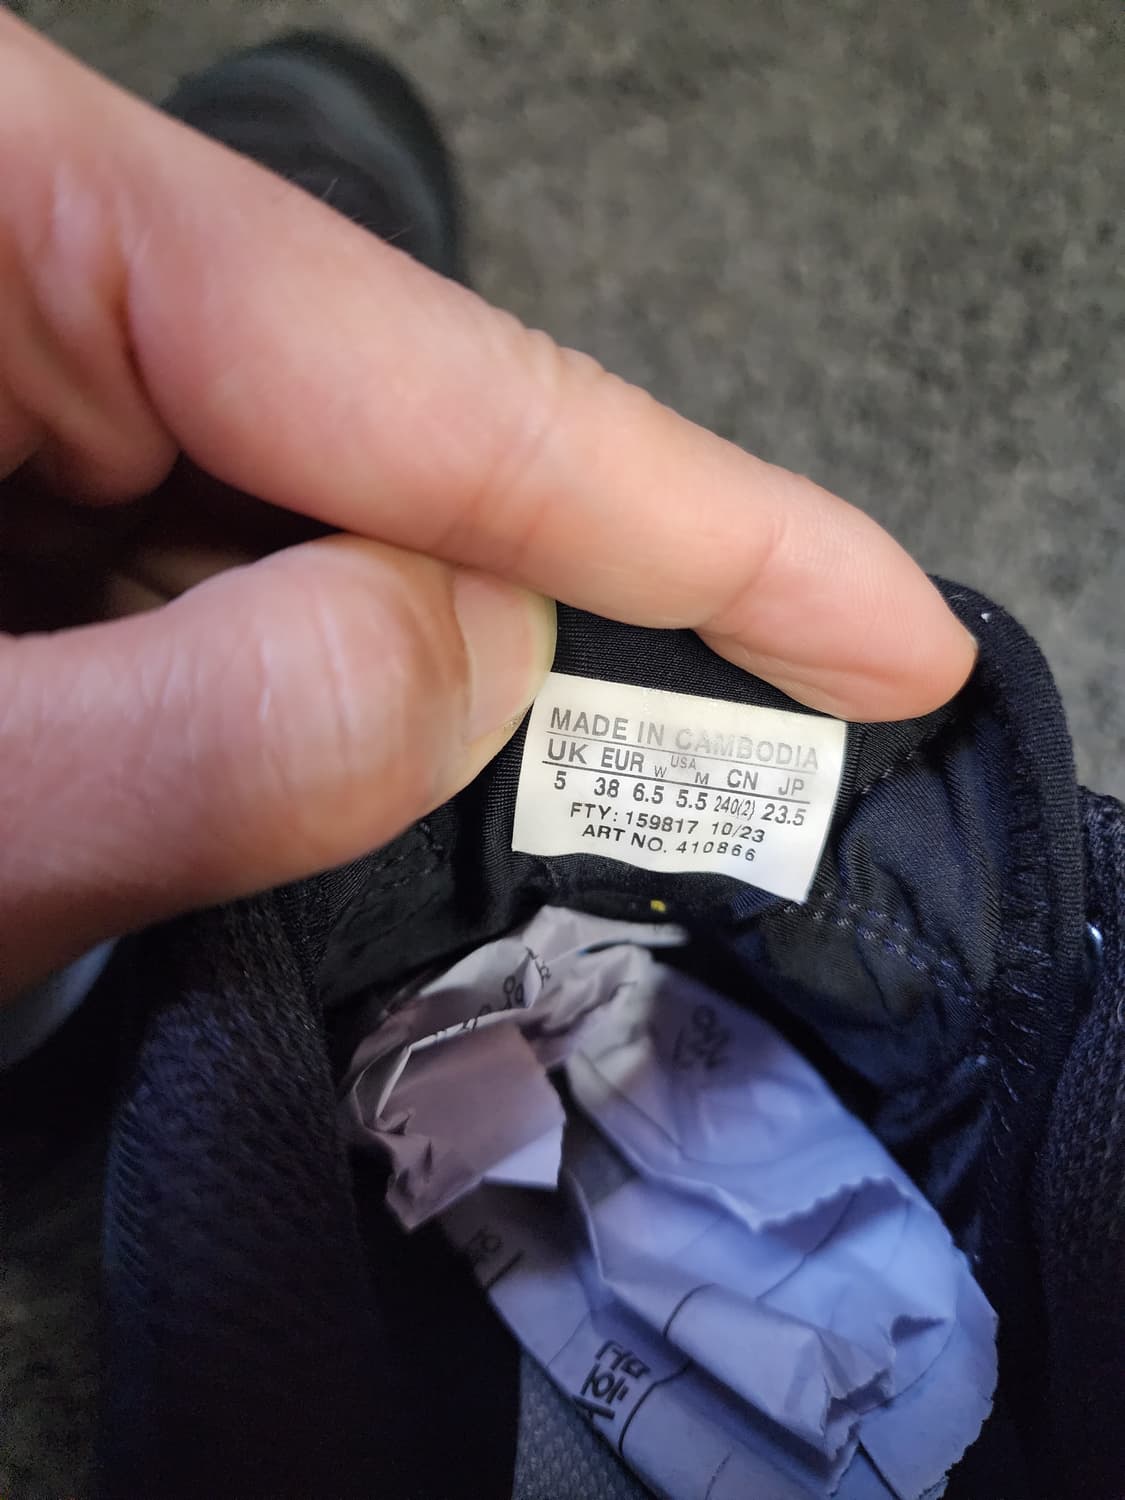 MADE IN CAMBODIA
UK EUR W USA M CN JP
5 38 6.5 5.5 240(2) 23.5
FTY: 159817 10/23
ART NO. 410866